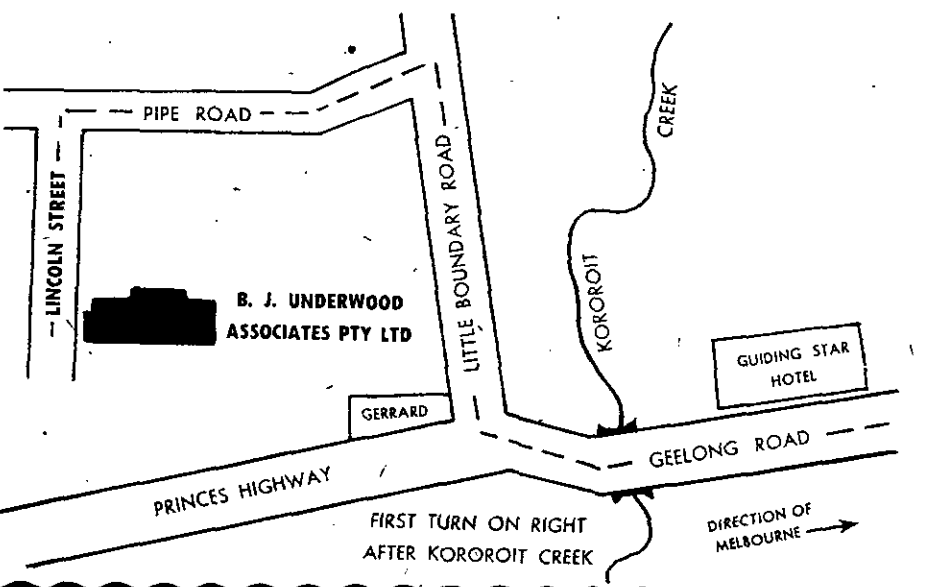 PIPE ROAD
CREEK
LITTLE BOUNDARY ROAD
LINCOLN STREET
KOROROIT
B. J. UNDERWOOD
ASSOCIATES PTY LTD
GUIDING STAR
HOTEL
GERRARD
GEELONG ROAD
PRINCES HIGHWAY
FIRST TURN ON RIGHT
AFTER KOROROIT CREEK
DIRECTION OF
MELBOURNE